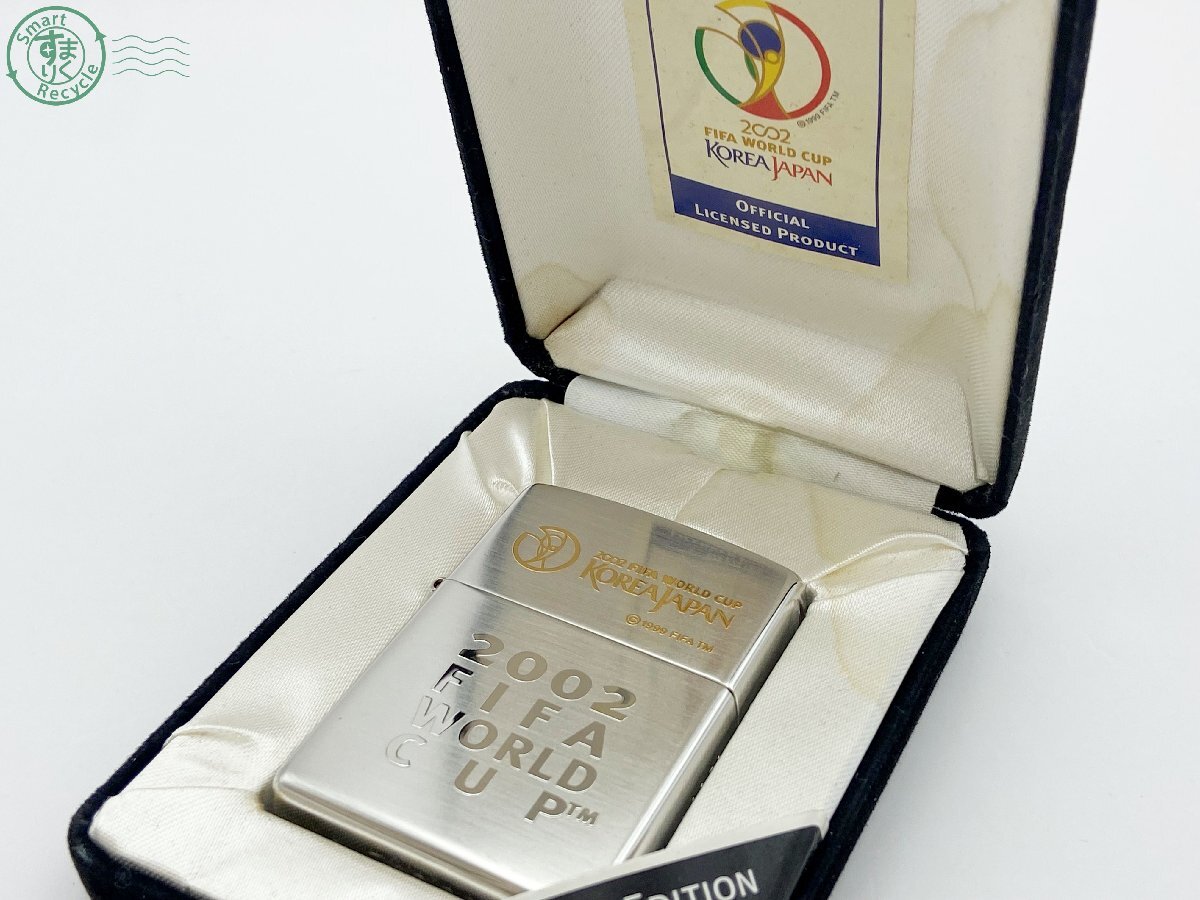 Smart
すまりく
Recycle
©1999 FIFA TM
2002
FIFA WORLD CUP
KOREA JAPAN
OFFICIAL
LICENSED PRODUCT
2002 FIFA WORLD CUP
KOREA JAPAN
©1999 FIFA TM
2002
FIFA
WORLD
CUP™
EDITION